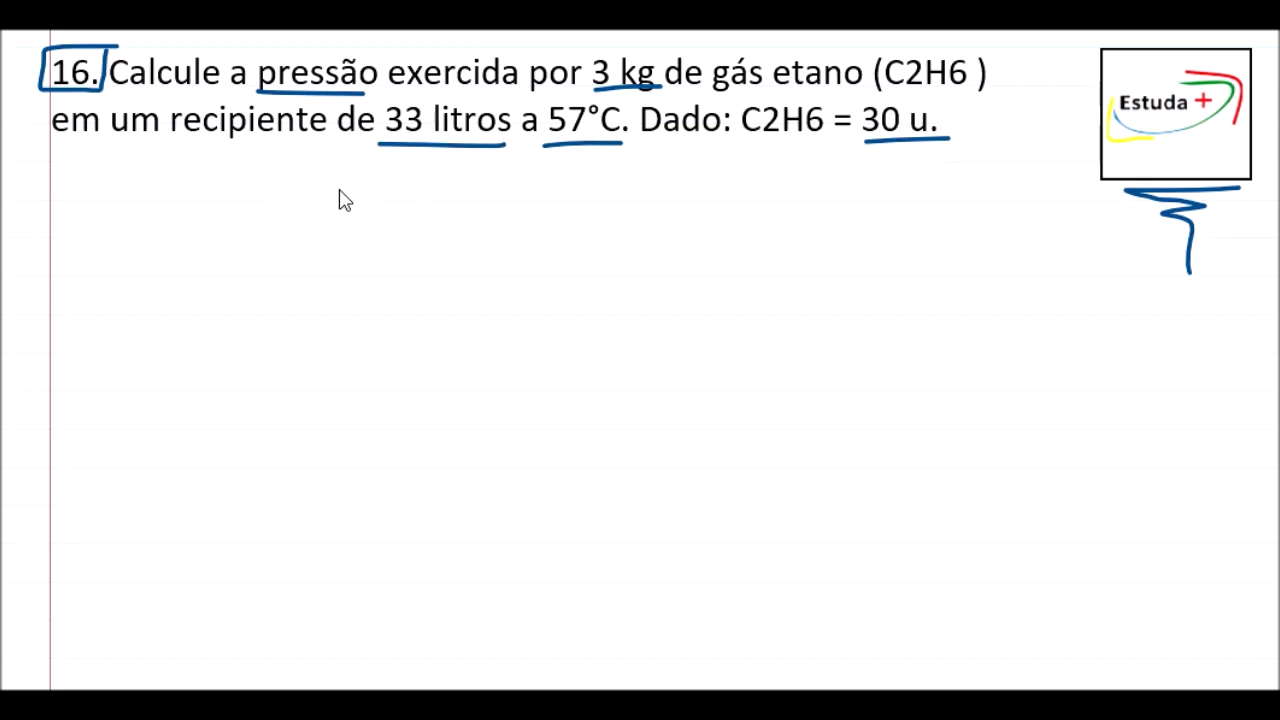 16. Calcule a pressão exercida por 3 kg de gás etano (C2H6 )
em um recipiente de 33 litros a 57°C. Dado: C2H6 = 30 u.
Estuda +